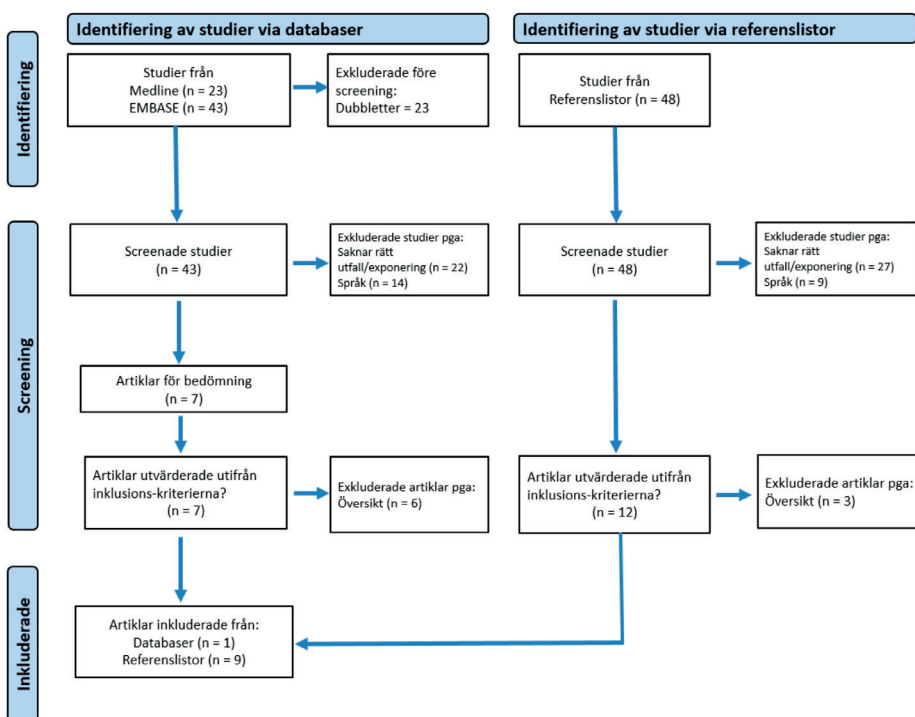 Identifiering av studier via databaser
Identifiering av studier via referenslistor
Identifiering
Studier från
Medline (n = 23)
EMBASE (n = 43)
Exkluderade före
screening:
Dubbletter = 23
Studier från
Referenslistor (n = 48)
Screening
Screenade studier
(n = 43)
Exkluderade studier pga:
Saknar rätt
utfall/exponering (n = 22)
Språk (n = 14)
Screenade studier
(n = 48)
Exkluderade studier pga:
Saknar rätt
utfall/exponering (n = 27)
Språk (n = 9)
Artiklar för bedömning
(n = 7)
Artiklar utvärderade utifrån
inklusions-kriterierna?
(n = 7)
Exkluderade artiklar pga:
Översikt (n = 6)
Artiklar utvärderade utifrån
inklusions-kriterierna?
(n = 12)
Exkluderade artiklar pga:
Översikt (n = 3)
Inkluderade
Artiklar inkluderade från:
Databaser (n = 1)
Referenslistor (n = 9)